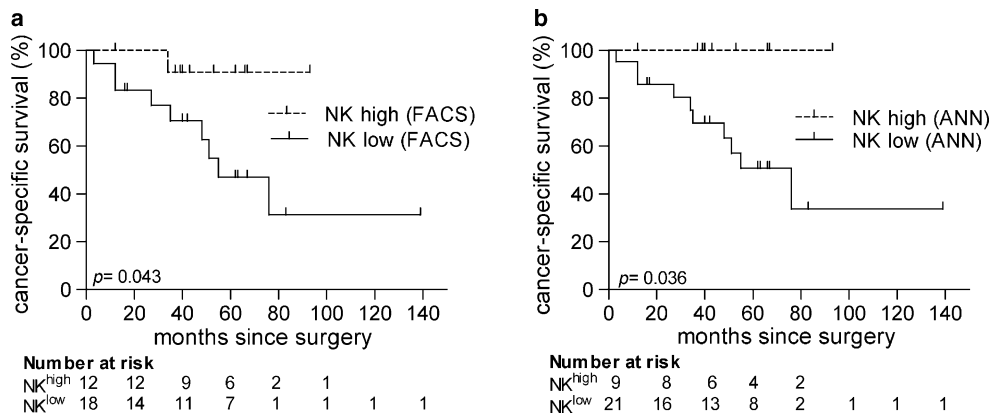 a
cancer-specific survival (%)
100
80
60
40
20
0
NK high (FACS)
NK low (FACS)
p= 0.043
0 20 40 60 80 100 120 140
months since surgery
Number at risk
NKhigh 12 12 9 6 2 1
NKlow 18 14 11 7 1 1 1 1
b
cancer-specific survival (%)
100
80
60
40
20
0
NK high (ANN)
NK low (ANN)
p= 0.036
0 20 40 60 80 100 120 140
months since surgery
Number at risk
NKhigh 9 8 6 4 2
NKlow 21 16 13 8 2 1 1 1